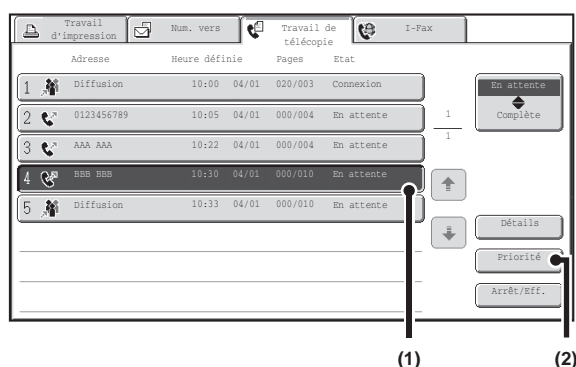 Travail d'impression
Num. vers
Travail de télécopie
I-Fax
Adresse Heure définie Pages Etat
1 Diffusion 10:00 04/01 020/003 Connexion
2 0123456789 10:05 04/01 000/004 En attente
3 AAA AAA 10:22 04/01 000/004 En attente
4 BBB BBB 10:30 04/01 000/010 En attente
5 Diffusion 10:33 04/01 000/010 En attente
1
1
En attente
Complète
Détails
Priorité
Arrêt/Eff.
(1) (2)